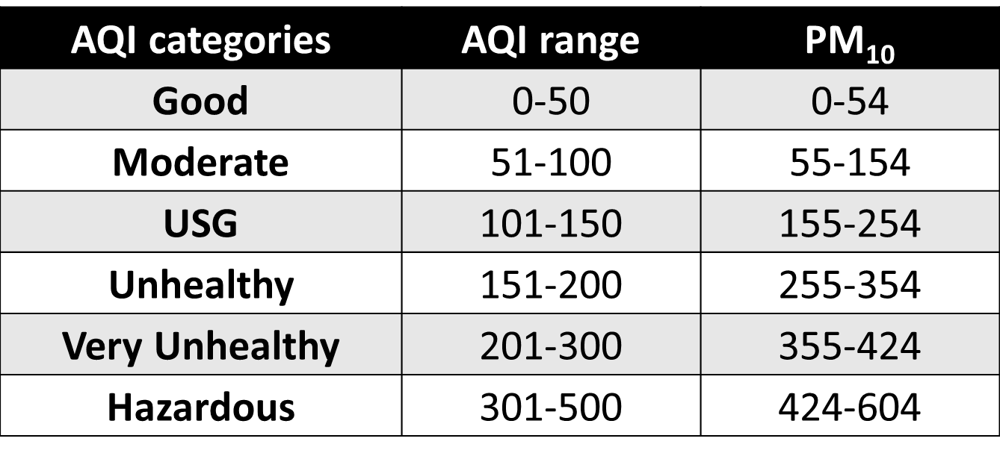 AQI categories AQI range PM10
Good 0-50 0-54
Moderate 51-100 55-154
USG 101-150 155-254
Unhealthy 151-200 255-354
Very Unhealthy 201-300 355-424
Hazardous 301-500 424-604